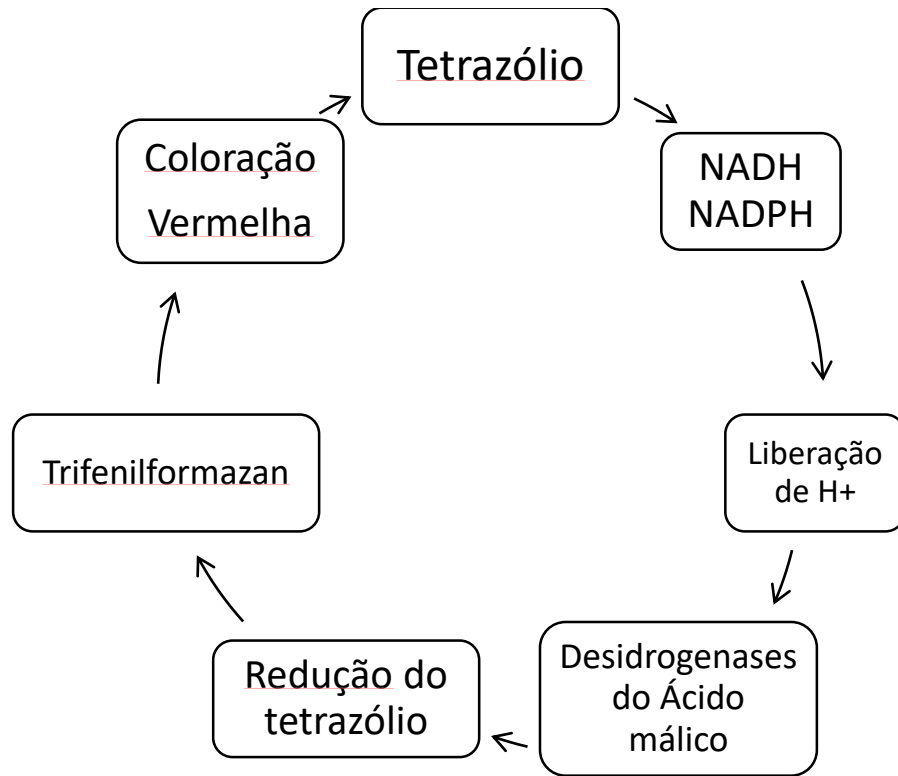 Tetrazólio
NADH
NADPH
Liberação
de H+
Desidrogenases
do Ácido
málico
Redução do
tetrazólio
Trifenilformazan
Coloração
Vermelha